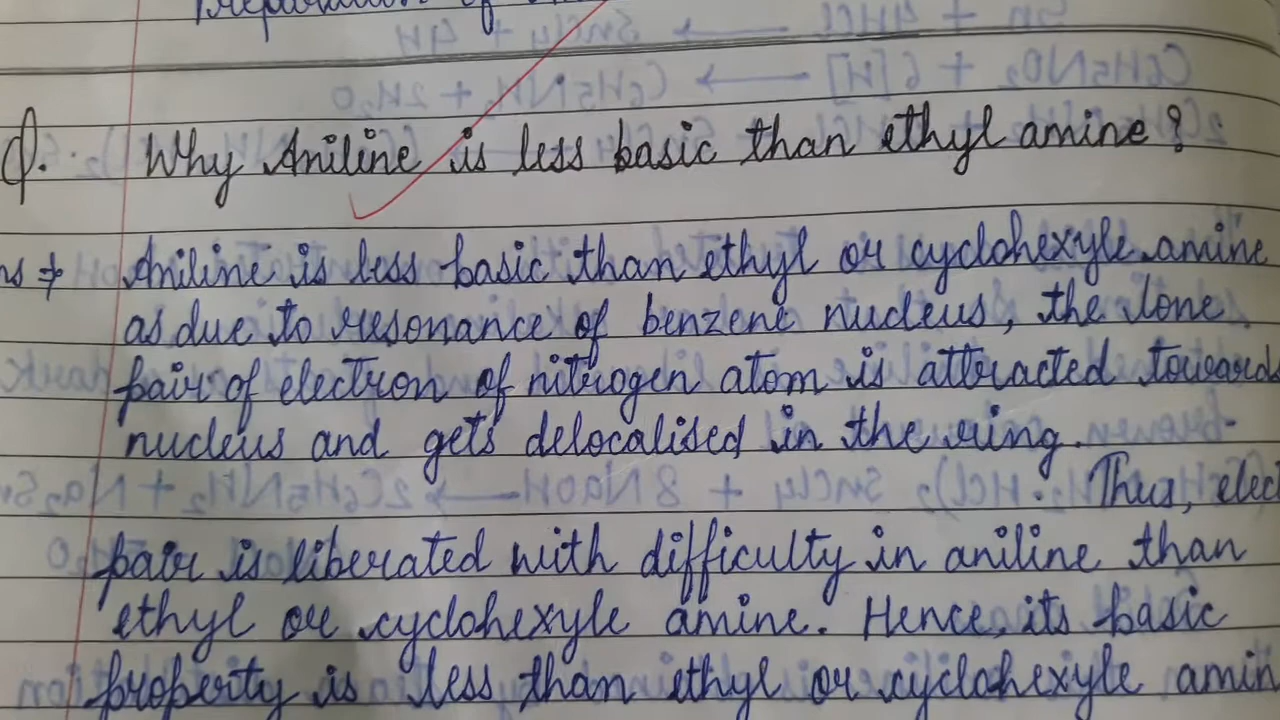 Preparation of
Q. Why Aniline is less basic than ethyl amine?
ns ⇒ Aniline is less basic than ethyl or cyclohexyle amine
as due to resonance of benzene nucleus, the lone
pair of electron of nitrogen atom is attracted towards
nucleus and gets delocalised in the ring.
Thus, elec
pair is liberated with difficulty in aniline than
ethyl or cyclohexyle amine. Hence, its basic
property is less than ethyl or cyclohexyle amin